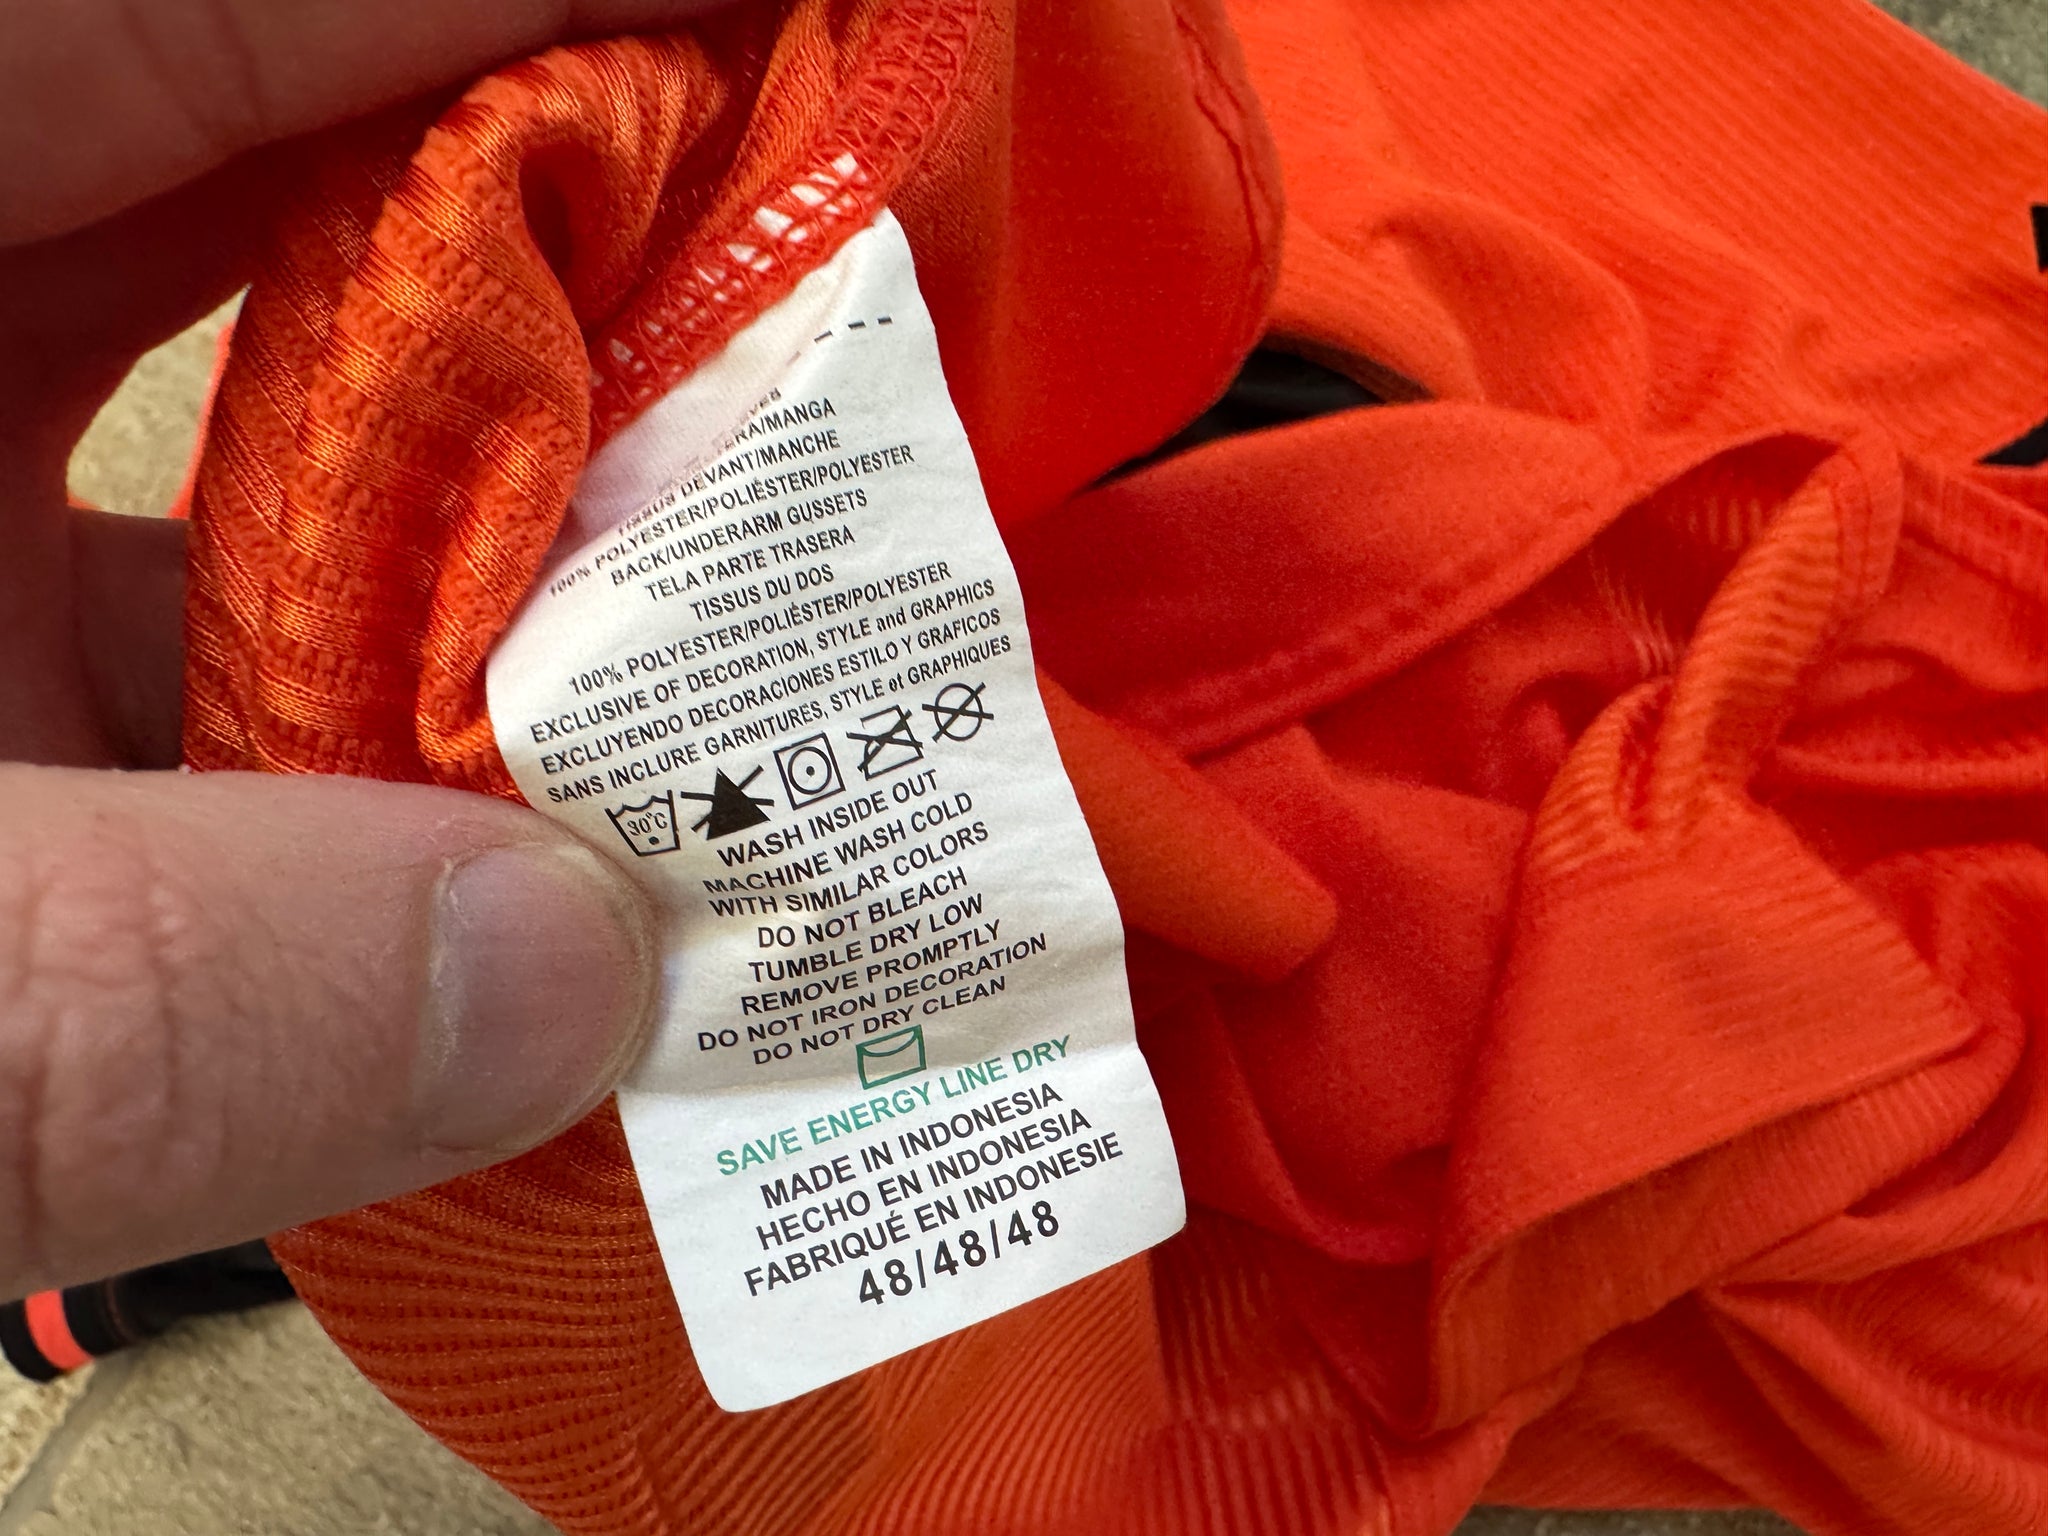 TISSUS DEVANT/MANCHE
100% POLYESTER/POLIÉSTER/POLYESTER
BACK/UNDERARM GUSSETS
TELA PARTE TRASERA
TISSUS DU DOS
100% POLYESTER/POLIÉSTER/POLYESTER
EXCLUSIVE OF DECORATION, STYLE and GRAPHICS
EXCLUYENDO DECORACIONES ESTILO Y GRAFICOS
SANS INCLURE GARNITURES, STYLE et GRAPHIQUES
30°C
WASH INSIDE OUT
MACHINE WASH COLD
WITH SIMILAR COLORS
DO NOT BLEACH
TUMBLE DRY LOW
REMOVE PROMPTLY
DO NOT IRON DECORATION
DO NOT DRY CLEAN
SAVE ENERGY LINE DRY
MADE IN INDONESIA
HECHO EN INDONESIA
FABRIQUÉ EN INDONESIE
48/48/48